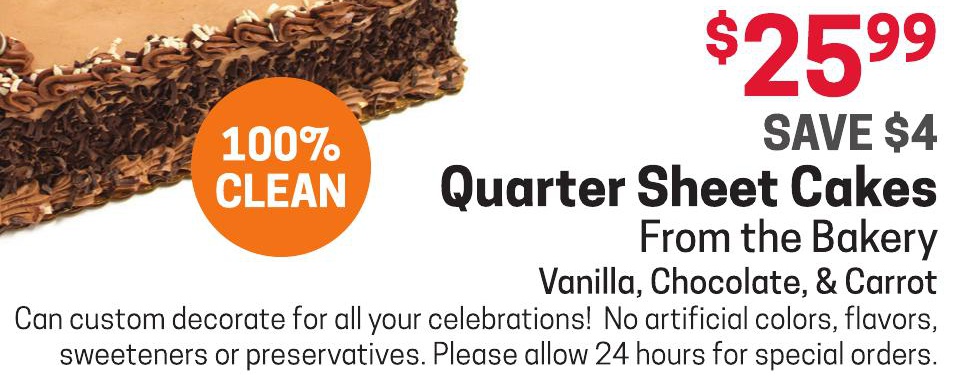 $25.99
SAVE $4
100%
CLEAN
Quarter Sheet Cakes
From the Bakery
Vanilla, Chocolate, & Carrot
Can custom decorate for all your celebrations! No artificial colors, flavors,
sweeteners or preservatives. Please allow 24 hours for special orders.